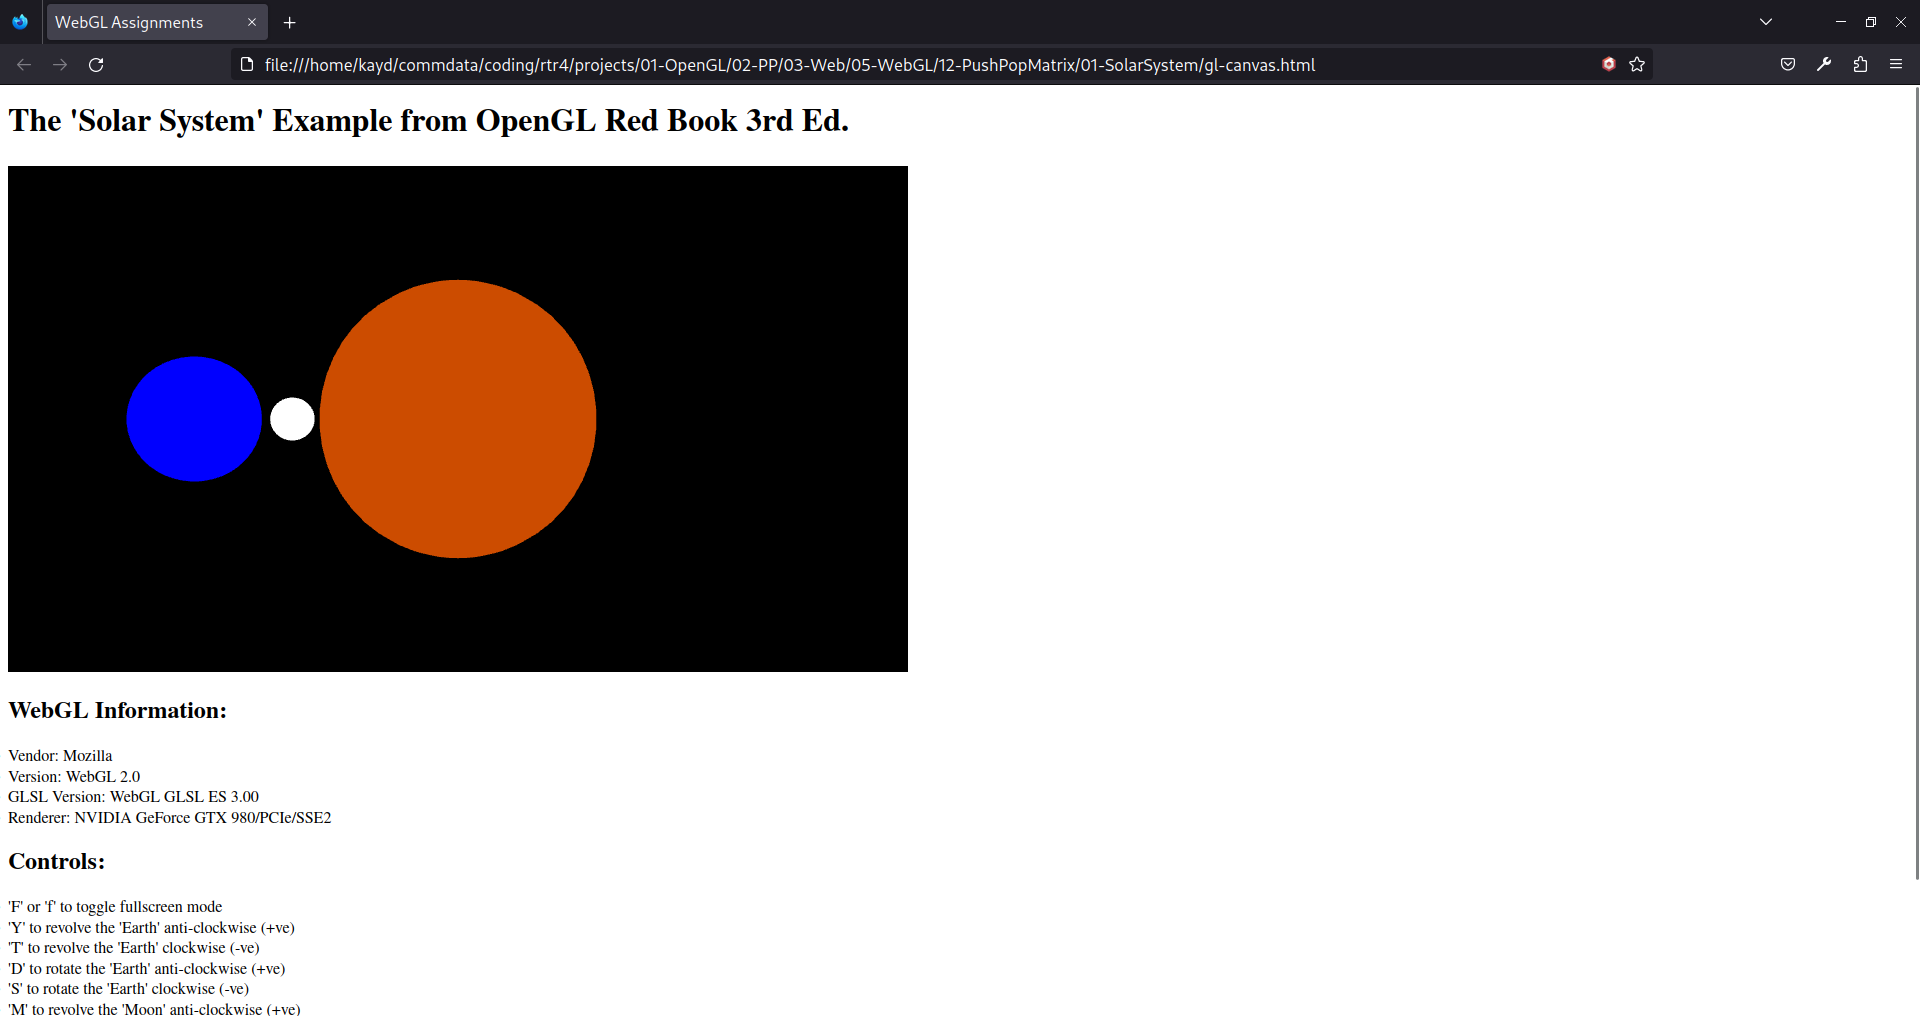 WebGL Assignments
file:///home/kayd/commdata/coding/rtr4/projects/01-OpenGL/02-PP/03-Web/05-WebGL/12-PushPopMatrix/01-SolarSystem/gl-canvas.html
The 'Solar System' Example from OpenGL Red Book 3rd Ed.
WebGL Information:
Vendor: Mozilla
Version: WebGL 2.0
GLSL Version: WebGL GLSL ES 3.00
Renderer: NVIDIA GeForce GTX 980/PCIe/SSE2
Controls:
'F' or 'f' to toggle fullscreen mode
'Y' to revolve the 'Earth' anti-clockwise (+ve)
'T' to revolve the 'Earth' clockwise (-ve)
'D' to rotate the 'Earth' anti-clockwise (+ve)
'S' to rotate the 'Earth' clockwise (-ve)
'M' to revolve the 'Moon' anti-clockwise (+ve)